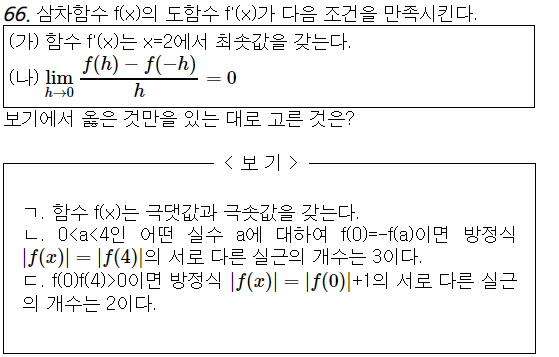 66. 삼차함수 f(x)의 도함수 f'(x)가 다음 조건을 만족시킨다.
(가) 함수 f'(x)는 x=2에서 최솟값을 갖는다.
(나) lim_{h→0} (f(h) − f(−h))/h = 0
보기에서 옳은 것만을 있는 대로 고른 것은?
< 보 기 >
ㄱ. 함수 f(x)는 극댓값과 극솟값을 갖는다.
ㄴ. 0<a<4인 어떤 실수 a에 대하여 f(0)=-f(a)이면 방정식
|f(x)| = |f(4)|의 서로 다른 실근의 개수는 3이다.
ㄷ. f(0)f(4)>0이면 방정식 |f(x)| = |f(0)|+1의 서로 다른 실근
의 개수는 2이다.